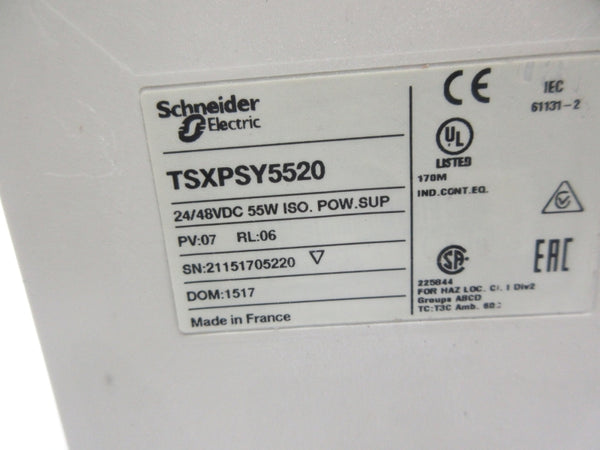 Schneider
Electric
TSXPSY5520
24/48VDC 55W ISO. POW.SUP
PV:07 RL:06
SN:21151705220
DOM:1517
Made in France
CE
IEC
61131-2
UL
LISTED
170M
IND.CONT.EQ.
SA
EAC
225844
FOR HAZ LOC. Cl. I Div2
Groups ABCD
TC:T3C Amb.